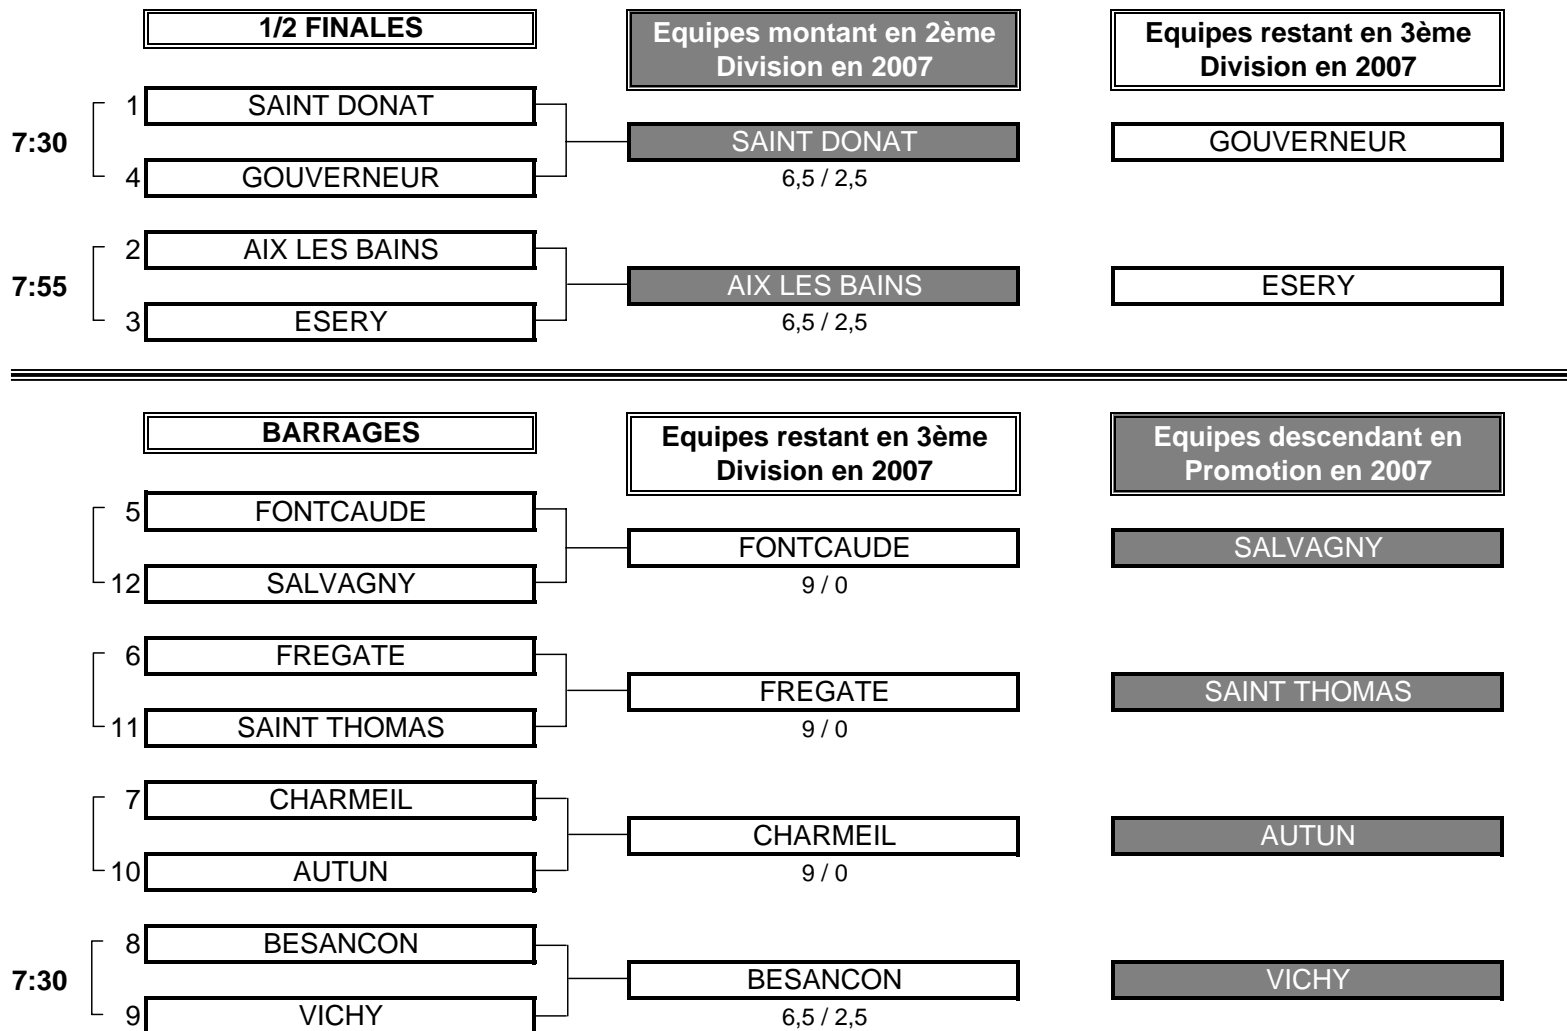 1/2 FINALES
Equipes montant en 2ème
Division en 2007
Equipes restant en 3ème
Division en 2007
1 SAINT DONAT
7:30 SAINT DONAT GOUVERNEUR
4 GOUVERNEUR 6,5 / 2,5
2 AIX LES BAINS
7:55 AIX LES BAINS ESERY
3 ESERY 6,5 / 2,5
BARRAGES
Equipes restant en 3ème
Division en 2007
Equipes descendant en
Promotion en 2007
5 FONTCAUDE
FONTCAUDE SALVAGNY
12 SALVAGNY 9 / 0
6 FREGATE
FREGATE SAINT THOMAS
11 SAINT THOMAS 9 / 0
7 CHARMEIL
CHARMEIL AUTUN
10 AUTUN 9 / 0
8 BESANCON
7:30 BESANCON VICHY
9 VICHY 6,5 / 2,5